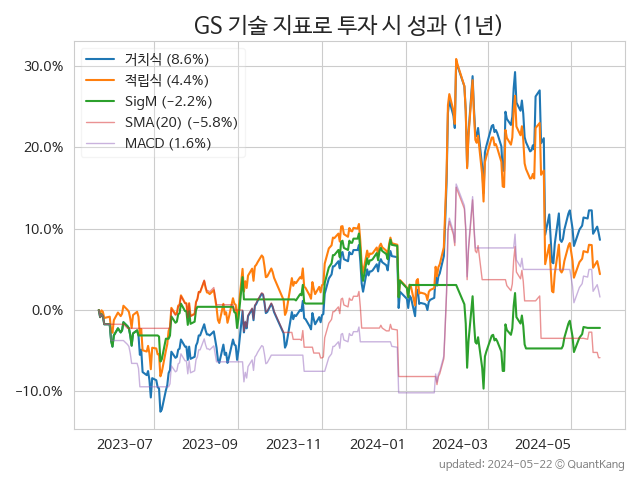 GS 기술 지표로 투자 시 성과 (1년)
거치식 (8.6%)
적립식 (4.4%)
SigM (−2.2%)
SMA(20) (−5.8%)
MACD (1.6%)
30.0%
20.0%
10.0%
0.0%
−10.0%
2023-07 2023-09 2023-11 2024-01 2024-03 2024-05
updated: 2024-05-22 © QuantKang